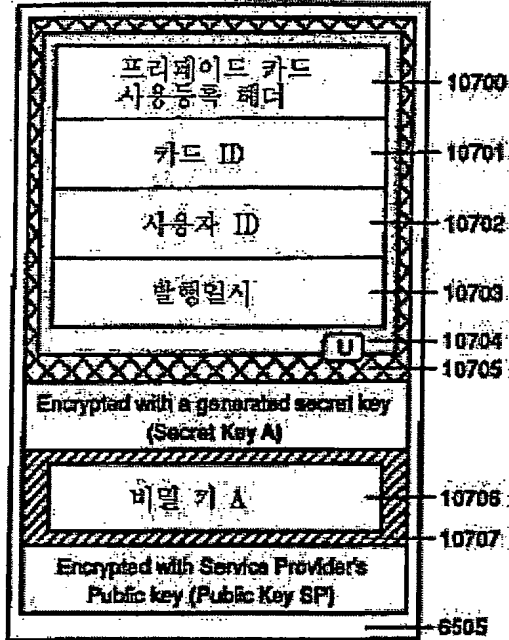 프리페이드 카드
사용등록 헤더
10700
카드 ID
10701
사용자 ID
10702
발행일시
10703
U
10704
10705
Encrypted with a generated secret key
(Secret Key A)
비밀 키 A
10706
10707
Encrypted with Service Provider's
Public key (Public Key SP)
6505